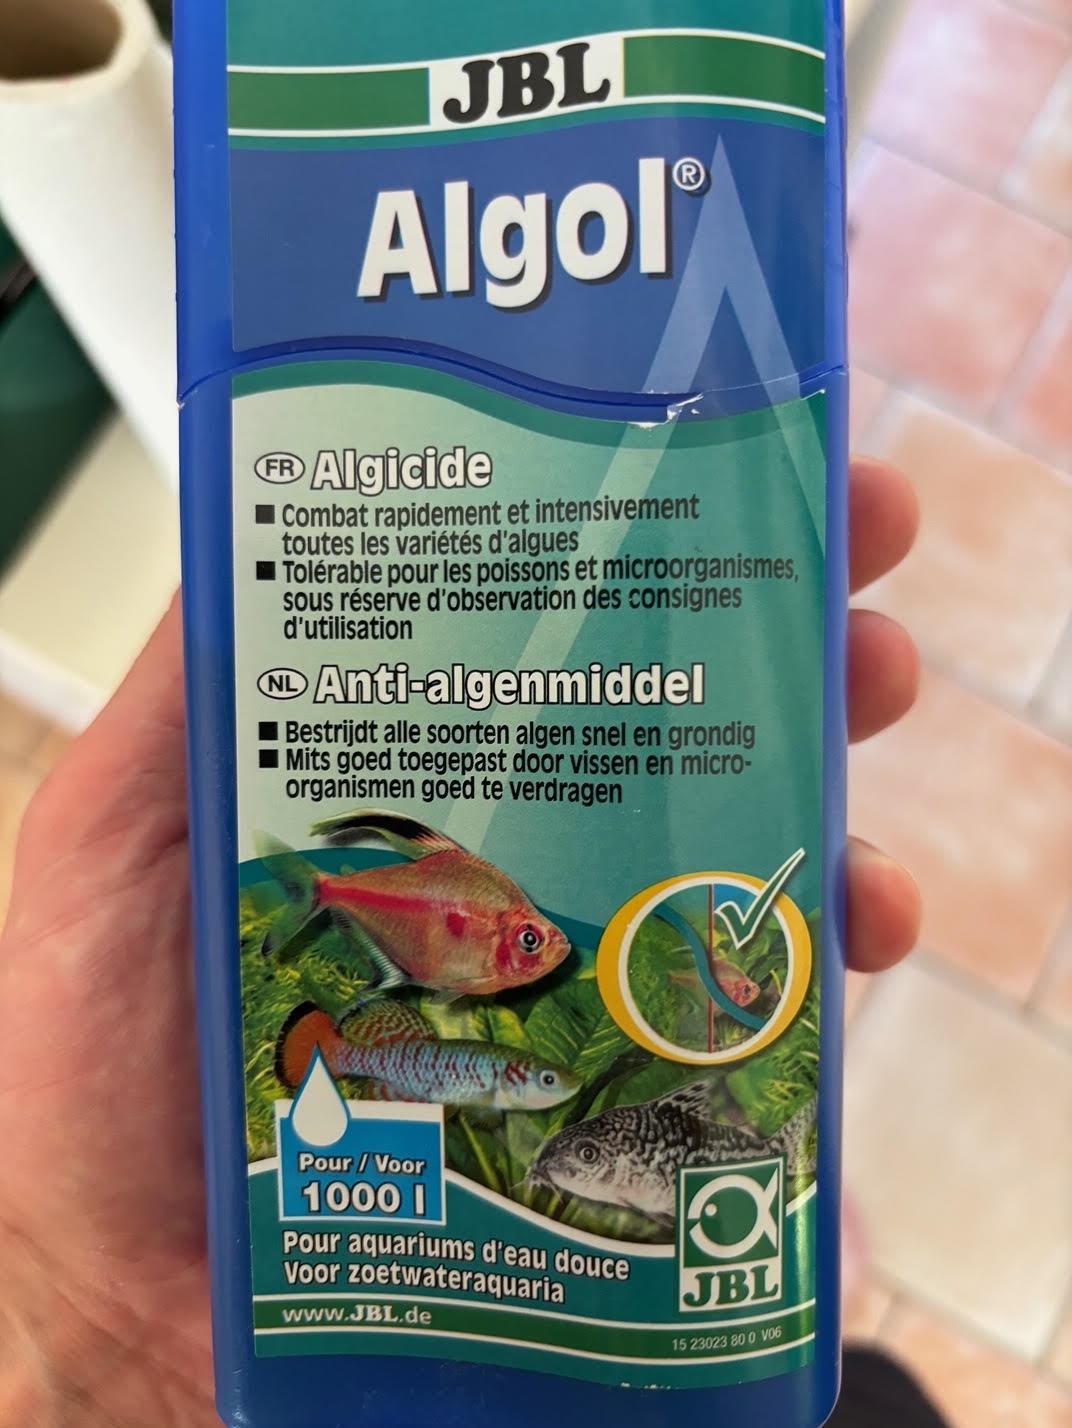 JBL
Algol®
FR Algicide
■ Combat rapidement et intensivement
toutes les variétés d'algues
■ Tolérable pour les poissons et microorganismes,
sous réserve d'observation des consignes
d'utilisation
NL Anti-algenmiddel
■ Bestrijdt alle soorten algen snel en grondig
■ Mits goed toegepast door vissen en micro-
organismen goed te verdragen
Pour / Voor
1000 l
Pour aquariums d'eau douce
Voor zoetwateraquaria
JBL
www.JBL.de
15 23023 80 0 V06